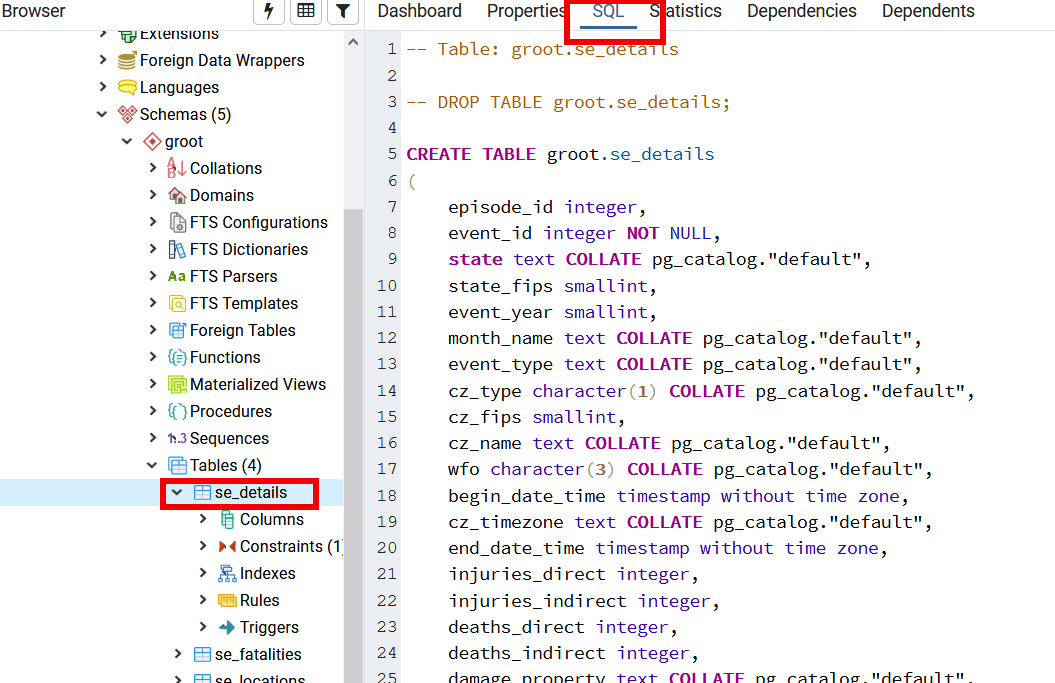 Browser
Extensions
Foreign Data Wrappers
Languages
Schemas (5)
groot
Collations
Domains
FTS Configurations
FTS Dictionaries
Aa FTS Parsers
FTS Templates
Foreign Tables
Functions
Materialized Views
Procedures
1..3 Sequences
Tables (4)
se_details
Columns
Constraints (1)
Indexes
Rules
Triggers
se_fatalities
se_locations
Dashboard Properties SQL Statistics Dependencies Dependents
1 -- Table: groot.se_details
2
3 -- DROP TABLE groot.se_details;
4
5 CREATE TABLE groot.se_details
6 (
7 episode_id integer,
8 event_id integer NOT NULL,
9 state text COLLATE pg_catalog."default",
10 state_fips smallint,
11 event_year smallint,
12 month_name text COLLATE pg_catalog."default",
13 event_type text COLLATE pg_catalog."default",
14 cz_type character(1) COLLATE pg_catalog."default",
15 cz_fips smallint,
16 cz_name text COLLATE pg_catalog."default",
17 wfo character(3) COLLATE pg_catalog."default",
18 begin_date_time timestamp without time zone,
19 cz_timezone text COLLATE pg_catalog."default",
20 end_date_time timestamp without time zone,
21 injuries_direct integer,
22 injuries_indirect integer,
23 deaths_direct integer,
24 deaths_indirect integer,
25 damage_property text COLLATE pg_catalog."default",